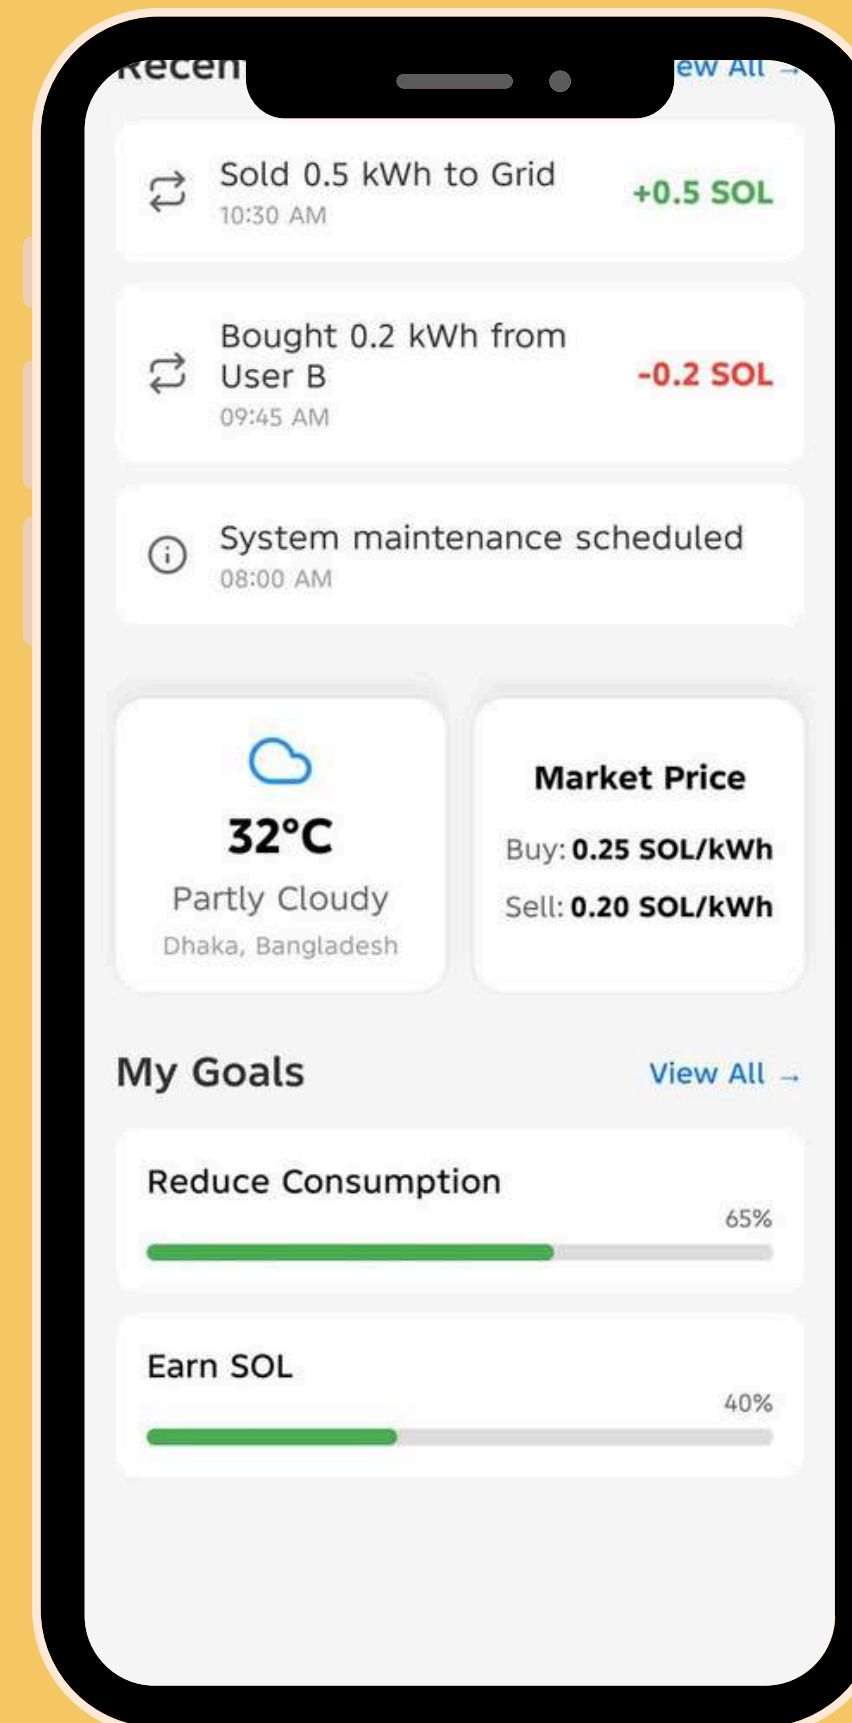 Sold 0.5 kWh to Grid
+0.5 SOL
10:30 AM
Bought 0.2 kWh from
User B
-0.2 SOL
09:45 AM
System maintenance scheduled
08:00 AM
32°C
Partly Cloudy
Dhaka, Bangladesh
Market Price
Buy: 0.25 SOL/kWh
Sell: 0.20 SOL/kWh
My Goals
View All →
Reduce Consumption
65%
Earn SOL
40%